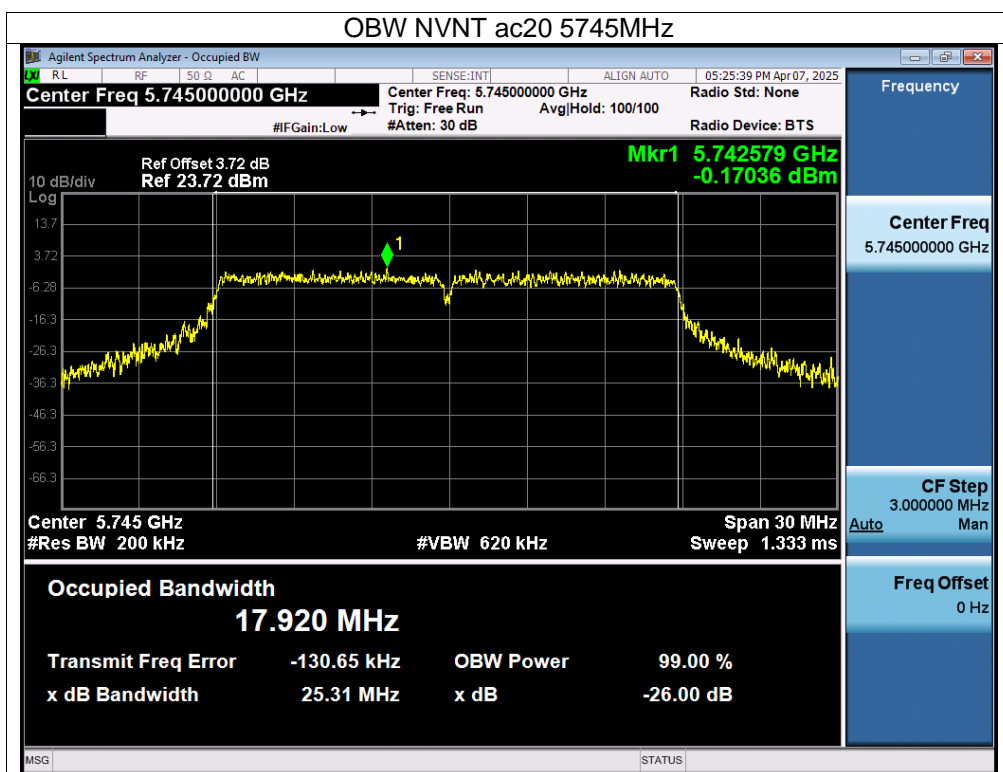 OBW NVNT ac20 5745MHz
Agilent Spectrum Analyzer - Occupied BW
LXI RL RF 50 Ω AC SENSE:INT ALIGN AUTO 05:25:39 PM Apr 07, 2025
Center Freq 5.745000000 GHz
Center Freq: 5.745000000 GHz
Radio Std: None
Trig: Free Run Avg|Hold: 100/100
#IFGain:Low #Atten: 30 dB Radio Device: BTS
Frequency
Mkr1 5.742579 GHz
-0.17036 dBm
Ref Offset 3.72 dB
10 dB/div Ref 23.72 dBm
Log
13.7
3.72
-6.28
-16.3
-26.3
-36.3
-46.3
-56.3
-66.3
1
Center 5.745 GHz Span 30 MHz
#Res BW 200 kHz #VBW 620 kHz Sweep 1.333 ms
Center Freq
5.745000000 GHz
CF Step
3.000000 MHz
Auto Man
Freq Offset
0 Hz
Occupied Bandwidth
17.920 MHz
Transmit Freq Error -130.65 kHz OBW Power 99.00 %
x dB Bandwidth 25.31 MHz x dB -26.00 dB
MSG STATUS